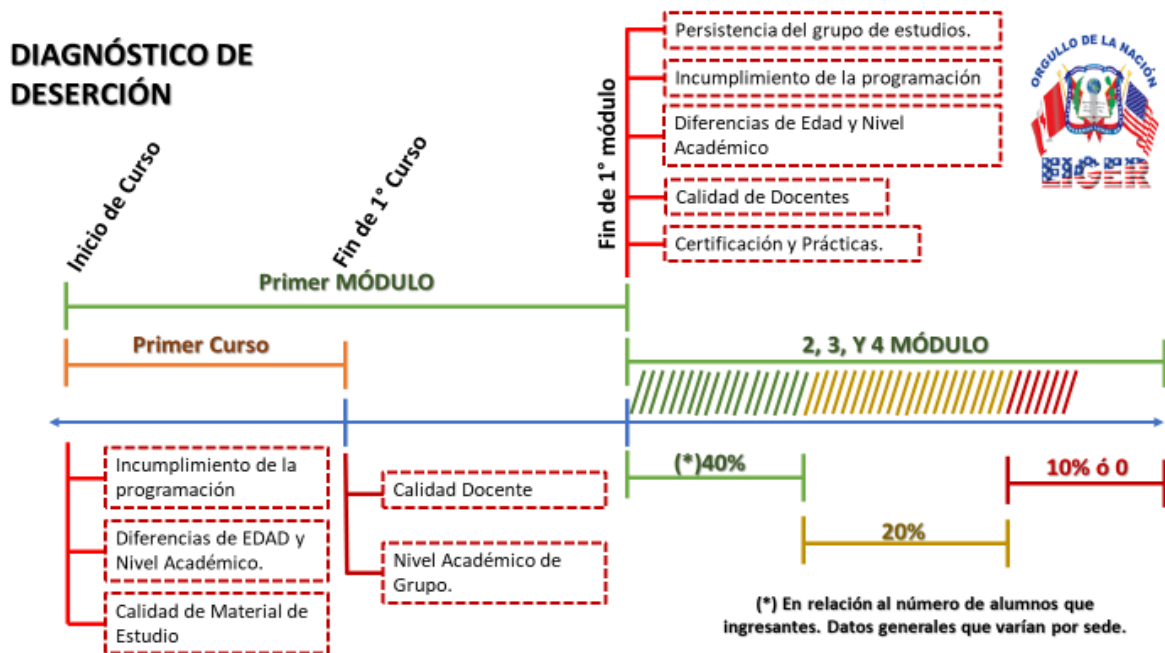 DIAGNÓSTICO DE
DESERCIÓN
Inicio de Curso
Fin de 1° Curso
Fin de 1° módulo
Persistencia del grupo de estudios.
Incumplimiento de la programación
Diferencias de Edad y Nivel
Académico
Calidad de Docentes
Certificación y Prácticas.
ORGULLO DE LA NACIÓN
EIGER
Primer MÓDULO
Primer Curso
2, 3, Y 4 MÓDULO
Incumplimiento de la
programación
Diferencias de EDAD y
Nivel Académico.
Calidad de Material de
Estudio
Calidad Docente
Nivel Académico de
Grupo.
(*)40%
20%
10% ó 0
(*) En relación al número de alumnos que
ingresantes. Datos generales que varían por sede.